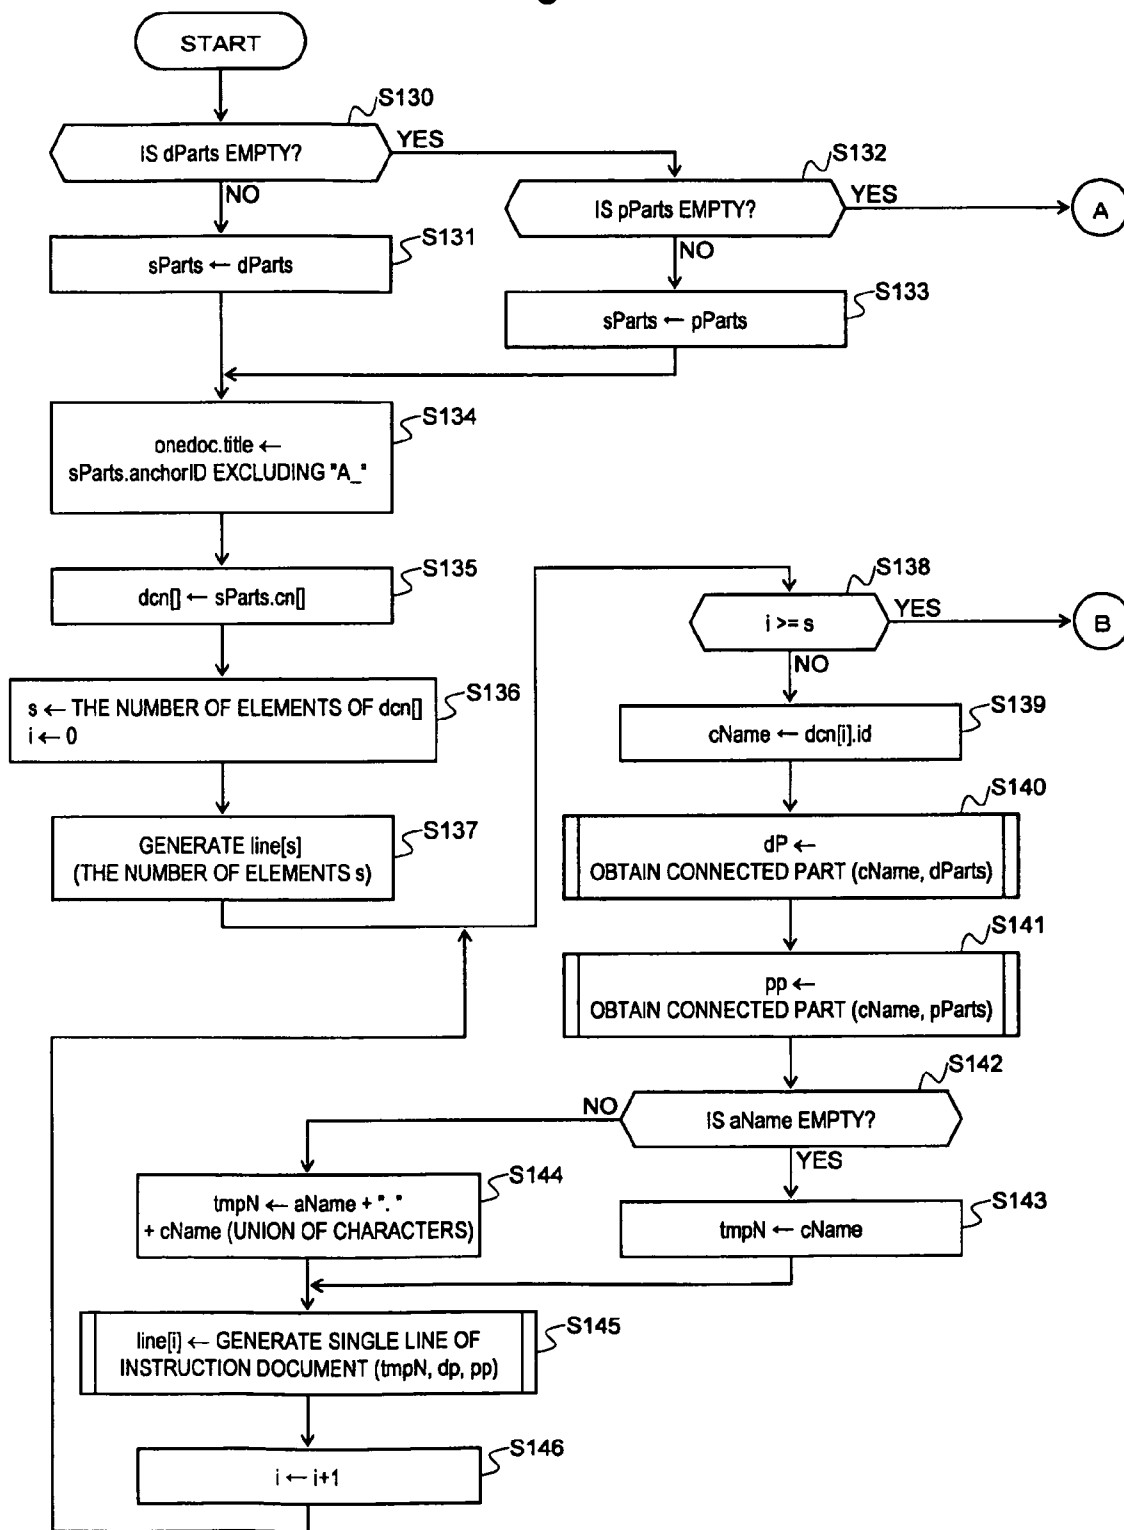 START
S130
IS dParts EMPTY?
YES
NO
S132
IS pParts EMPTY?
YES
A
NO
S131
sParts ← dParts
S133
sParts ← pParts
S134
onedoc.title ←
sParts.anchorID EXCLUDING "A_"
S135
dcn[] ← sParts.cn[]
S136
s ← THE NUMBER OF ELEMENTS OF dcn[]
i ← 0
S137
GENERATE line[s]
(THE NUMBER OF ELEMENTS s)
S138
i >= s
YES
B
NO
S139
cName ← dcn[i].id
S140
dP ←
OBTAIN CONNECTED PART (cName, dParts)
S141
pp ←
OBTAIN CONNECTED PART (cName, pParts)
S142
IS aName EMPTY?
NO
YES
S144
tmpN ← aName + "."
+ cName (UNION OF CHARACTERS)
S143
tmpN ← cName
S145
line[i] ← GENERATE SINGLE LINE OF
INSTRUCTION DOCUMENT (tmpN, dp, pp)
S146
i ← i+1